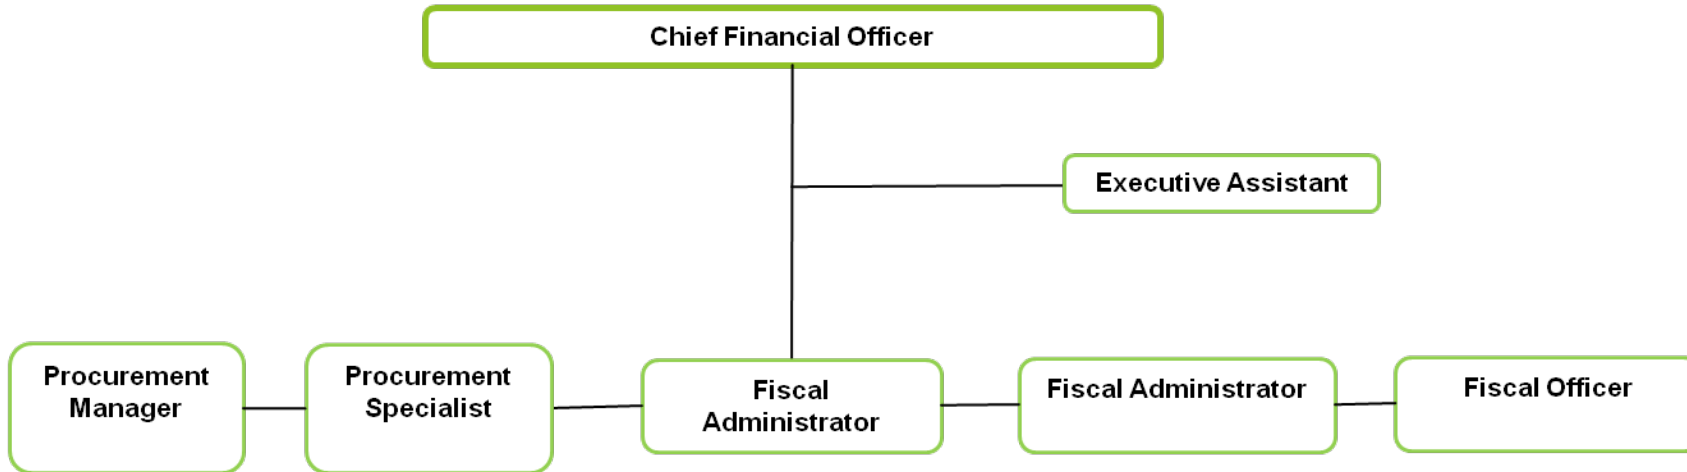 Chief Financial Officer
Executive Assistant
Procurement
Manager
Procurement
Specialist
Fiscal
Administrator
Fiscal Administrator
Fiscal Officer